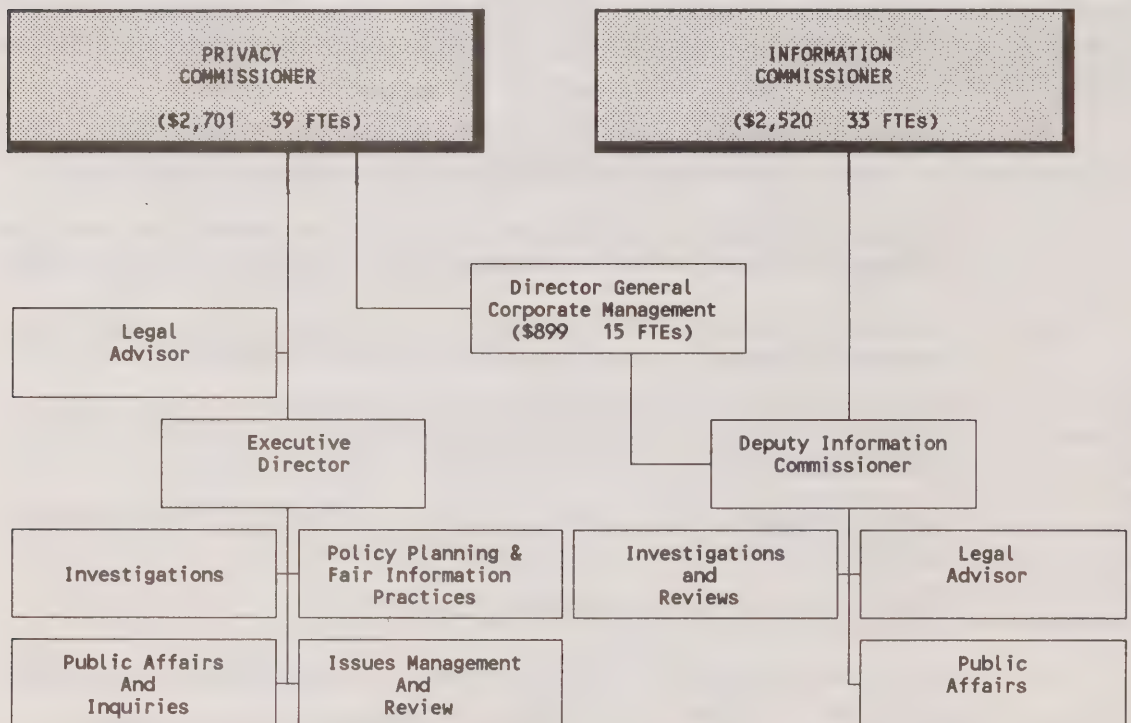 PRIVACY
COMMISSIONER
($2,701 39 FTEs)
INFORMATION
COMMISSIONER
($2,520 33 FTEs)
Director General
Corporate Management
($899 15 FTEs)
Legal
Advisor
Executive
Director
Deputy Information
Commissioner
Investigations
Policy Planning &
Fair Information
Practices
Investigations
and
Reviews
Legal
Advisor
Public Affairs
And
Inquiries
Issues Management
And
Review
Public
Affairs